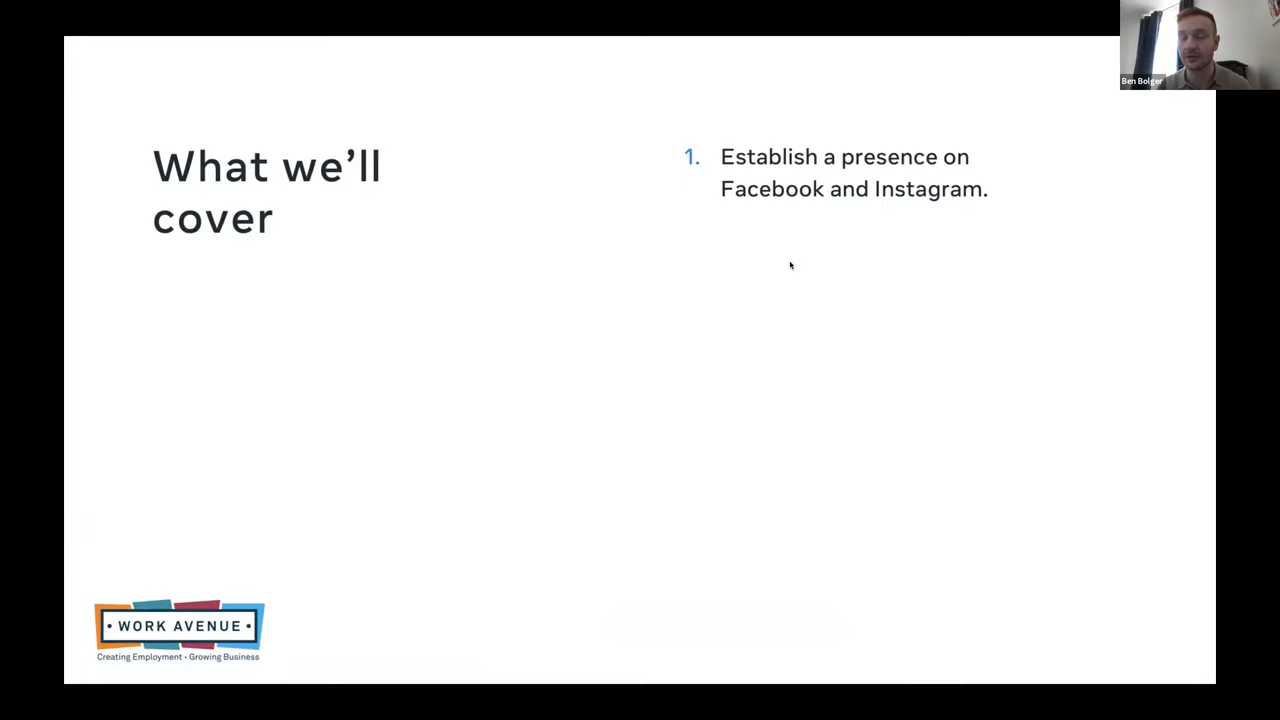 Ben Bolger
What we'll
cover
1. Establish a presence on
Facebook and Instagram.
• WORK AVENUE •
Creating Employment • Growing Business